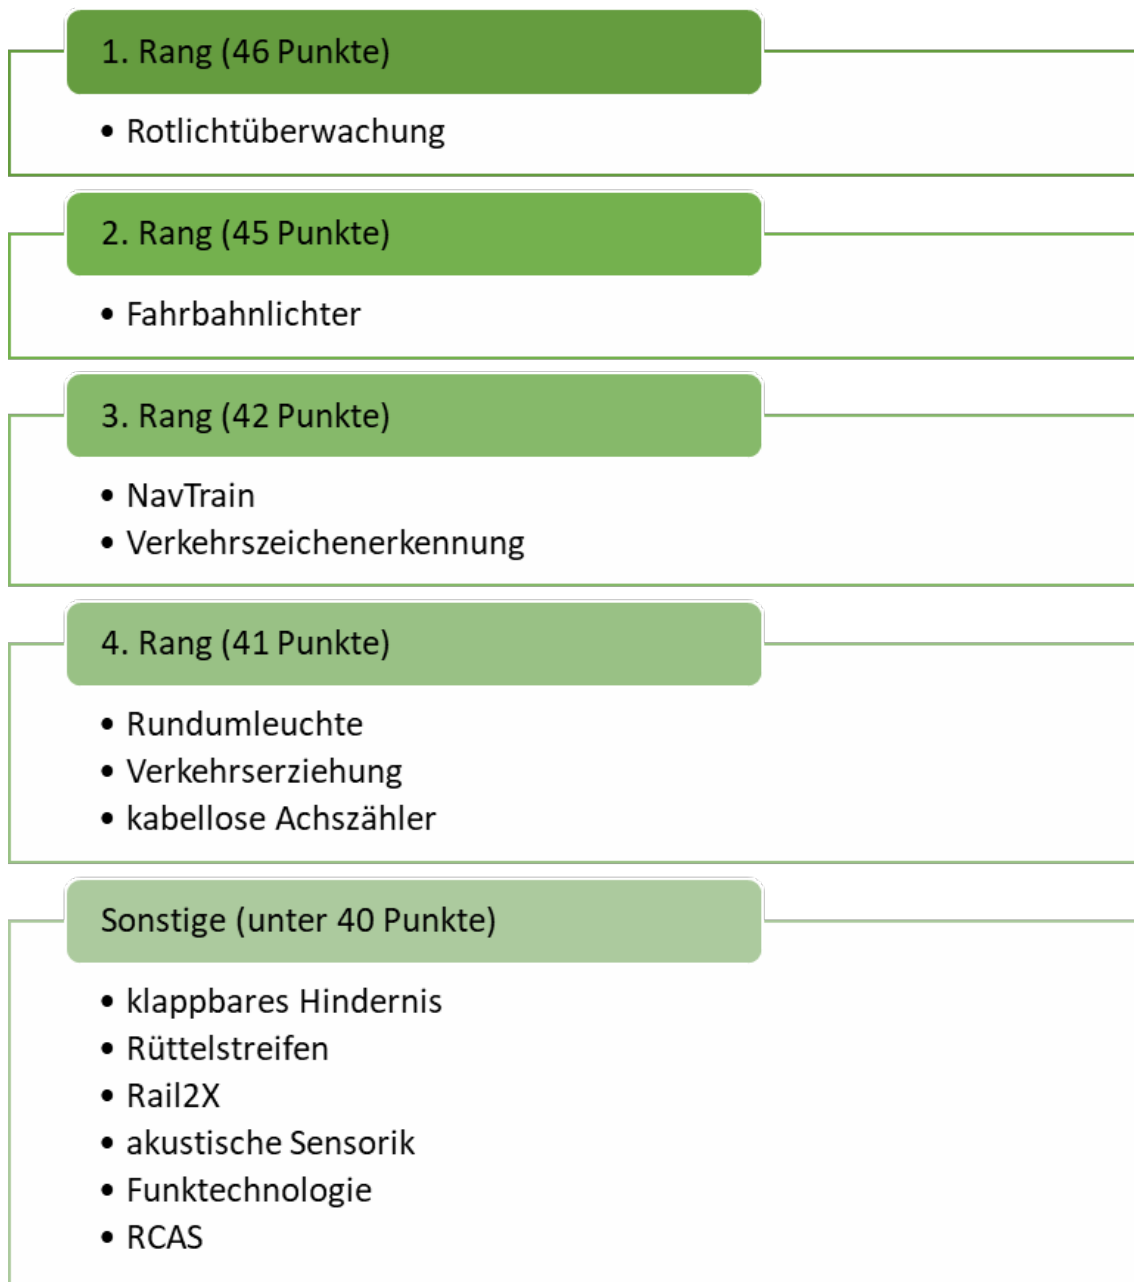 1. Rang (46 Punkte)
• Rotlichtüberwachung
2. Rang (45 Punkte)
• Fahrbahnlichter
3. Rang (42 Punkte)
• NavTrain
• Verkehrszeichenerkennung
4. Rang (41 Punkte)
• Rundumleuchte
• Verkehrserziehung
• kabellose Achszähler
Sonstige (unter 40 Punkte)
• klappbares Hindernis
• Rüttelstreifen
• Rail2X
• akustische Sensorik
• Funktechnologie
• RCAS